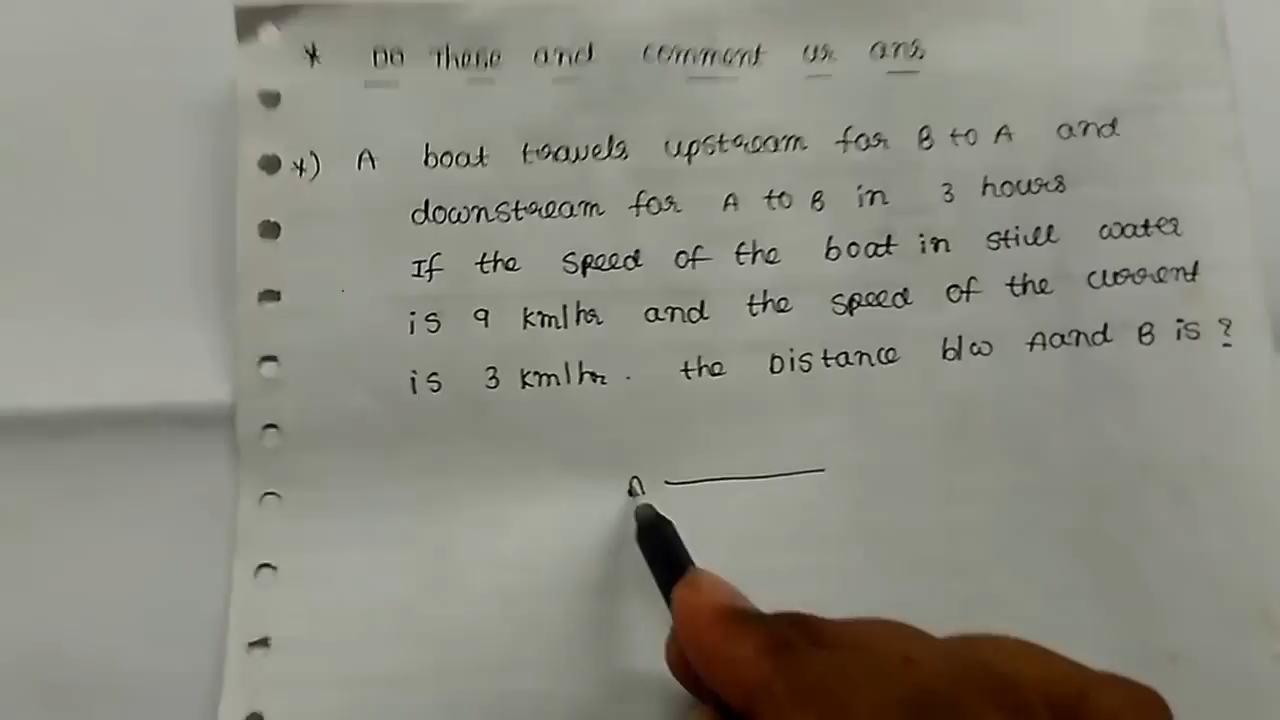 * DO these and comment us ans
*) A boat travels upstream for B to A and
downstream for A to B in 3 hours
If the speed of the boat in still water
is 9 km/hr and the speed of the current
is 3 km/hr. the Distance b/w A and B is ?
A